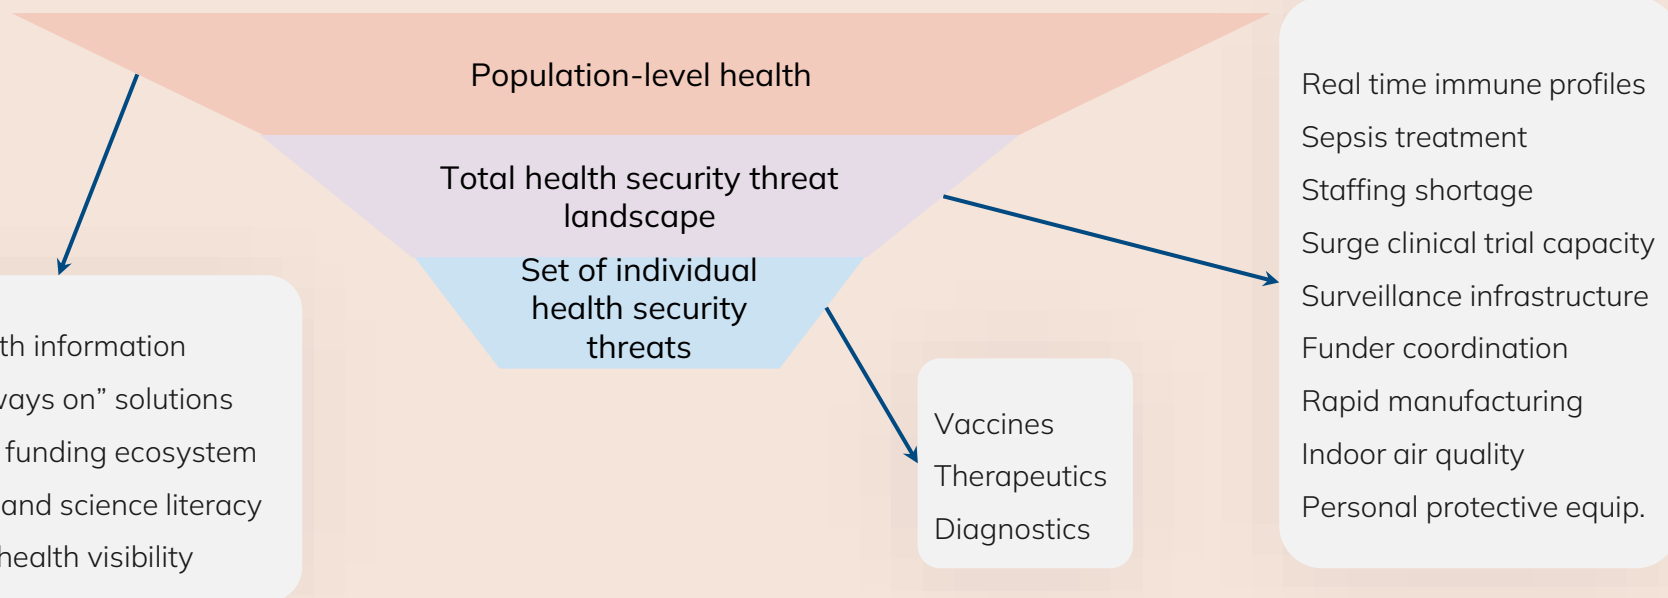 Population-level health
Total health security threat
landscape
Set of individual
health security
threats
th information
ways on” solutions
funding ecosystem
and science literacy
health visibility
Vaccines
Therapeutics
Diagnostics
Real time immune profiles
Sepsis treatment
Staffing shortage
Surge clinical trial capacity
Surveillance infrastructure
Funder coordination
Rapid manufacturing
Indoor air quality
Personal protective equip.